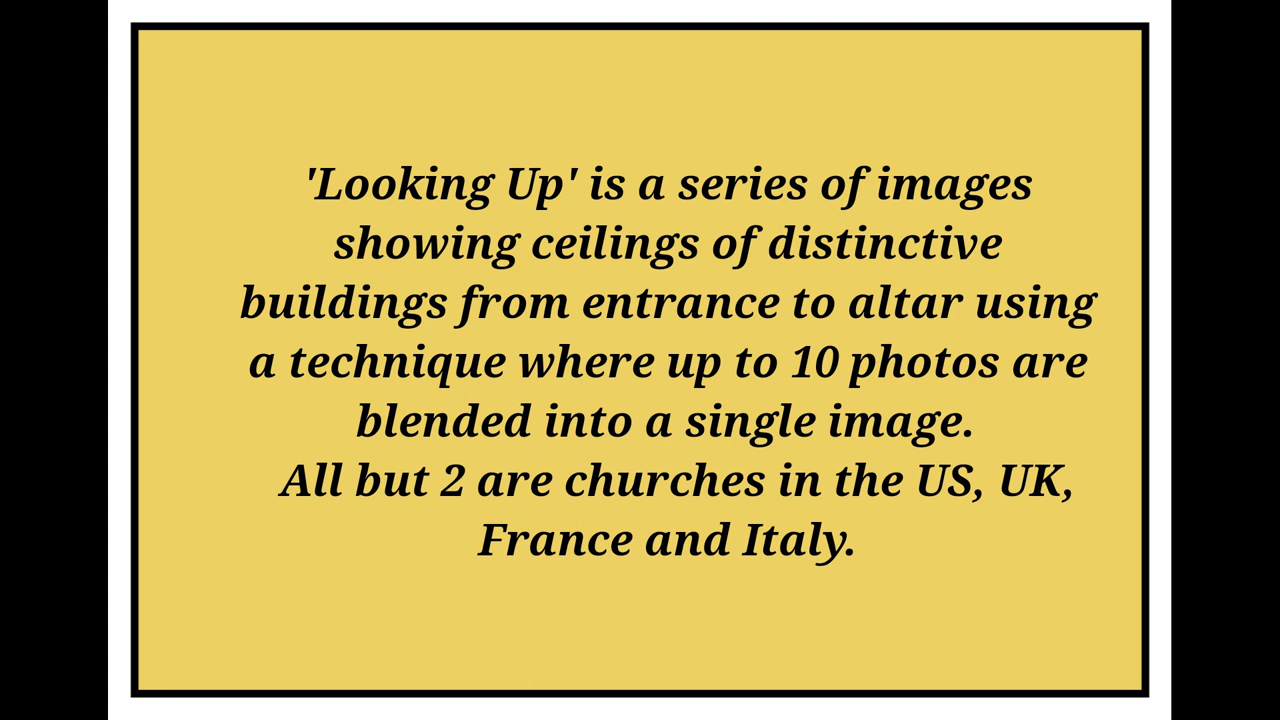 'Looking Up' is a series of images
showing ceilings of distinctive
buildings from entrance to altar using
a technique where up to 10 photos are
blended into a single image.
All but 2 are churches in the US, UK,
France and Italy.